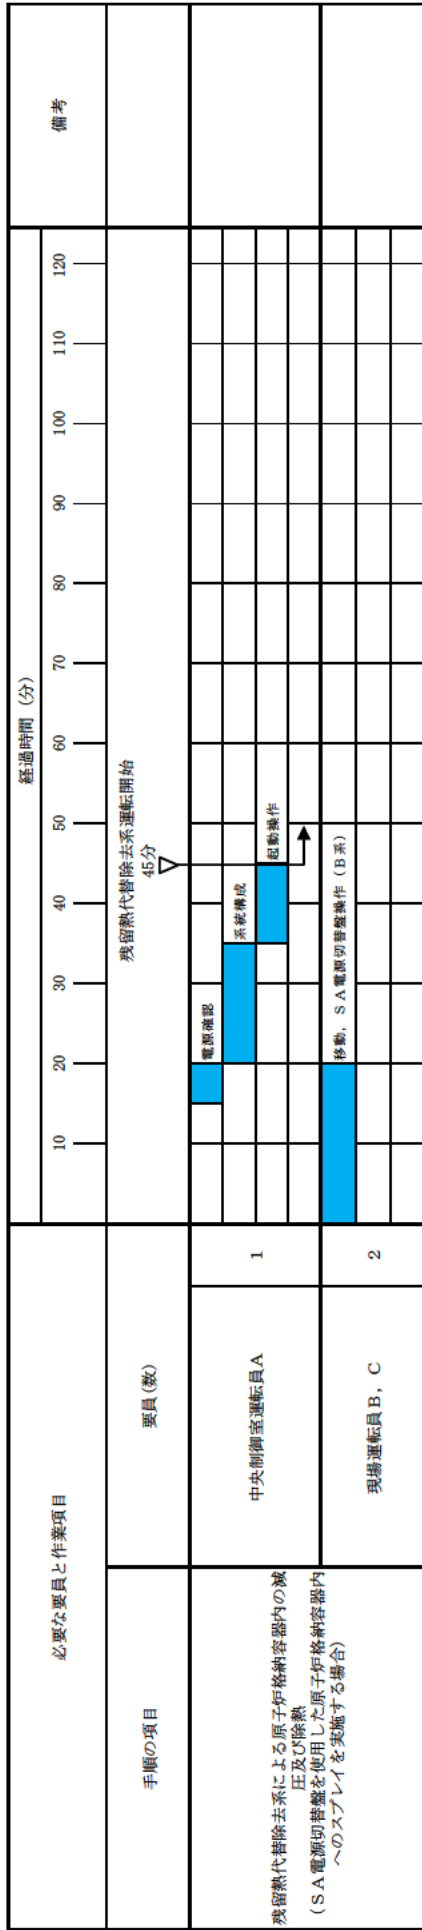 必要な要員と作業項目
経過時間（分）
備考
10 20 30 40 50 60 70 80 90 100 110 120
手順の項目
要員(数)
残留熱代替除去系運転開始
45分
残留熱代替除去系による原子炉格納容器内の減
圧及び除熱
（ＳＡ電源切替盤を使用した原子炉格納容器内
へのスプレイを実施する場合）
中央制御室運転員Ａ
1
電源確認
系統構成
起動操作
現場運転員Ｂ，Ｃ
2
移動，ＳＡ電源切替盤操作（Ｂ系）